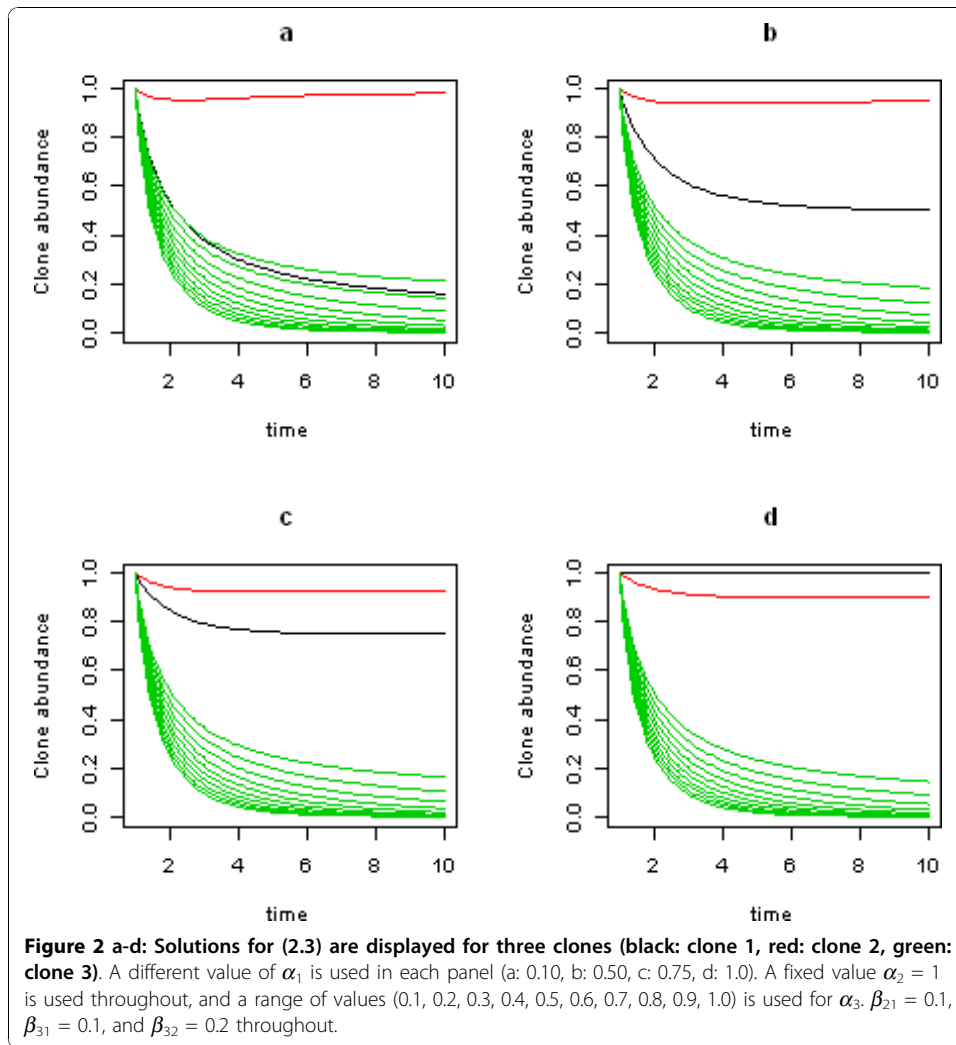 a
b
Clone abundance
0.0 0.2 0.4 0.6 0.8 1.0
2 4 6 8 10
time
Clone abundance
0.0 0.2 0.4 0.6 0.8 1.0
2 4 6 8 10
time
c
d
Clone abundance
0.0 0.2 0.4 0.6 0.8 1.0
2 4 6 8 10
time
Clone abundance
0.0 0.2 0.4 0.6 0.8 1.0
2 4 6 8 10
time
Figure 2 a-d: Solutions for (2.3) are displayed for three clones (black: clone 1, red: clone 2, green:
clone 3). A different value of α₁ is used in each panel (a: 0.10, b: 0.50, c: 0.75, d: 1.0). A fixed value α₂ = 1
is used throughout, and a range of values (0.1, 0.2, 0.3, 0.4, 0.5, 0.6, 0.7, 0.8, 0.9, 1.0) is used for α₃. β₂₁ = 0.1,
β₃₁ = 0.1, and β₃₂ = 0.2 throughout.